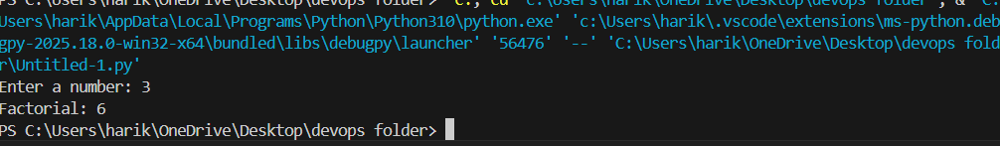 PS C:\Users\harik\OneDrive\Desktop\devops folder> c:; cd 'c:\Users\harik\OneDrive\Desktop\devops folder'; & 'c:
Users\harik\AppData\Local\Programs\Python\Python310\python.exe' 'c:\Users\harik\.vscode\extensions\ms-python.deb
gpy-2025.18.0-win32-x64\bundled\libs\debugpy\launcher' '56476' '--' 'C:\Users\harik\OneDrive\Desktop\devops fold
r\Untitled-1.py'
Enter a number: 3
Factorial: 6
PS C:\Users\harik\OneDrive\Desktop\devops folder>